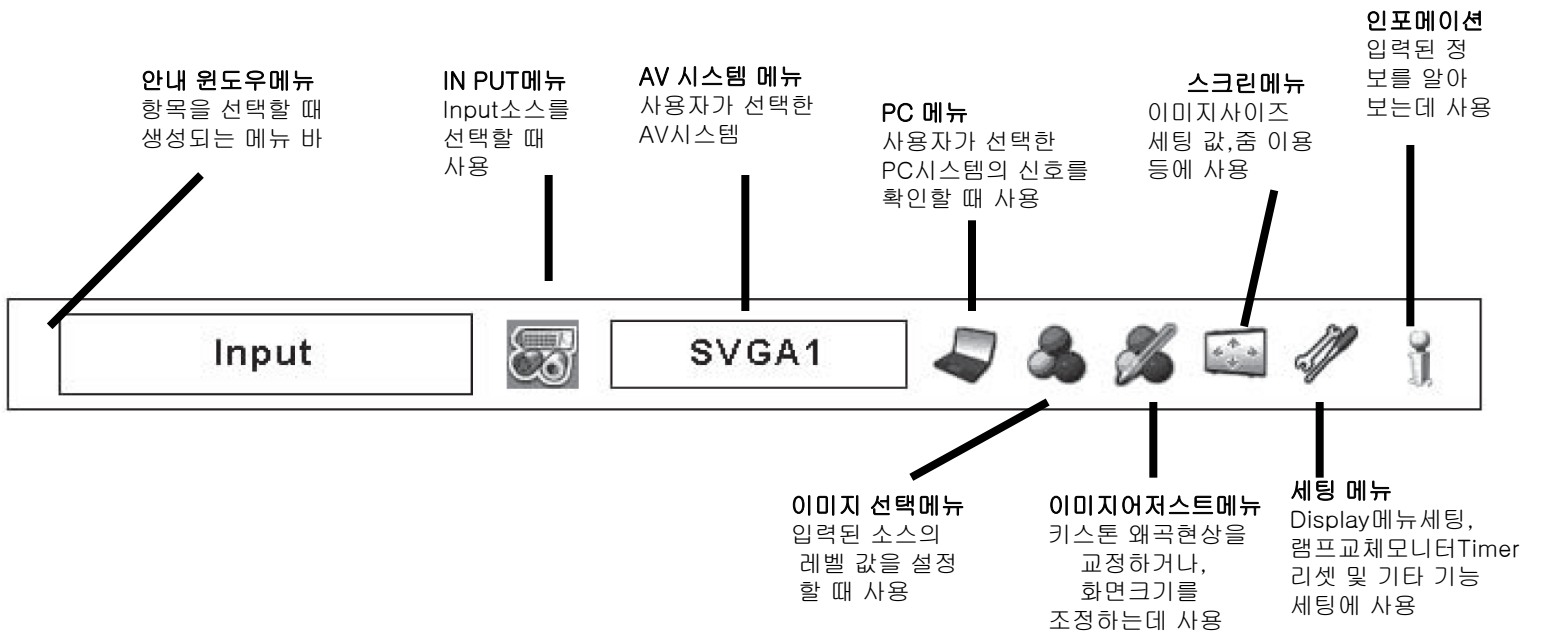 안내 윈도우메뉴
항목을 선택할 때
생성되는 메뉴 바
IN PUT메뉴
Input소스를
선택할 때
사용
AV 시스템 메뉴
사용자가 선택한
AV시스템
PC 메뉴
사용자가 선택한
PC시스템의 신호를
확인할 때 사용
스크린메뉴
이미지사이즈
세팅 값,줌 이용
등에 사용
인포메이션
입력된 정
보를 알아
보는데 사용
Input
SVGA1
이미지 선택메뉴
입력된 소스의
레벨 값을 설정
할 때 사용
이미지어저스트메뉴
키스톤 왜곡현상을
교정하거나,
화면크기를
조정하는데 사용
세팅 메뉴
Display메뉴세팅,
램프교체모니터Timer
리셋 및 기타 기능
세팅에 사용